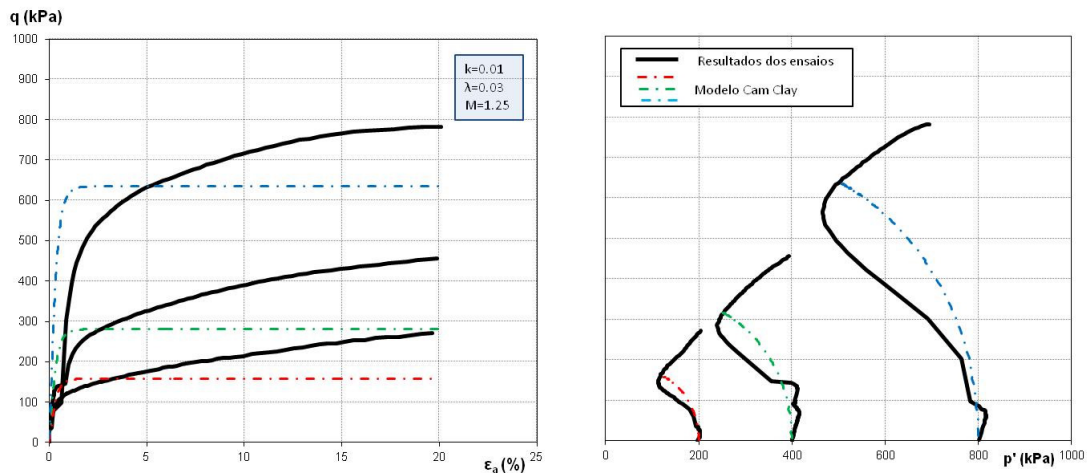 q (kPa)
1000
900
800
700
600
500
400
300
200
100
0
0 5 10 15 20 25
εa (%)
k=0.01
λ=0.03
M=1.25
Resultados dos ensaios
Modelo Cam Clay
0 200 400 600 800 1000
p' (kPa)